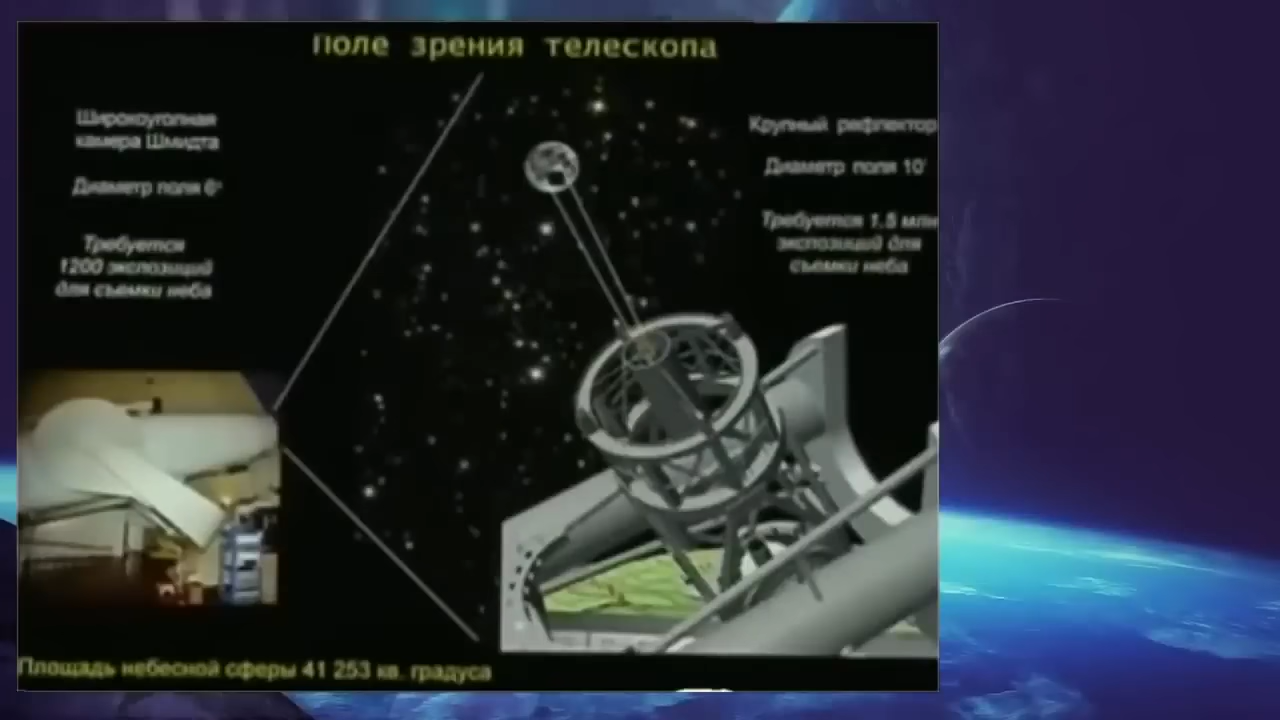 Поле зрения телескопа
Широкоугольная
камера Шмидта
Диаметр поля 6°
Требуется
1200 экспозиций
для съемки неба
Крупный рефлектор
Диаметр поля 10'
Требуется 1.5 млн
экспозиций для
съемки неба
Площадь небесной сферы 41 253 кв. градуса